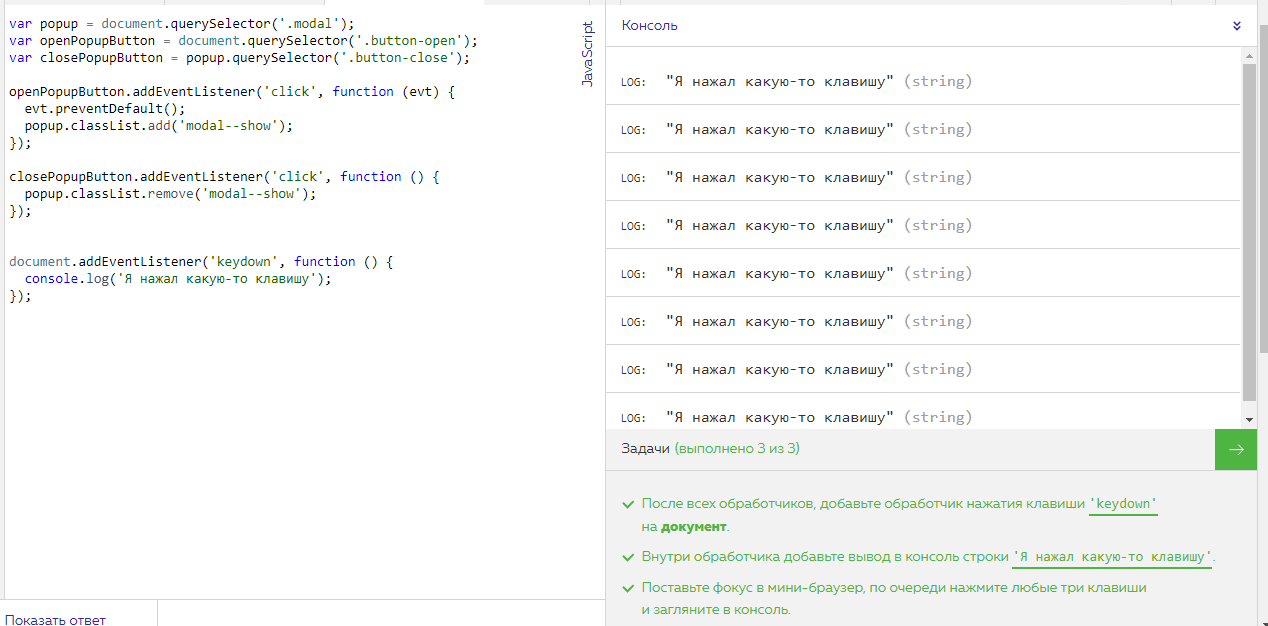 var popup = document.querySelector('.modal');
var openPopupButton = document.querySelector('.button-open');
var closePopupButton = popup.querySelector('.button-close');
openPopupButton.addEventListener('click', function (evt) {
  evt.preventDefault();
  popup.classList.add('modal--show');
});
closePopupButton.addEventListener('click', function () {
  popup.classList.remove('modal--show');
});
document.addEventListener('keydown', function () {
  console.log('Я нажал какую-то клавишу');
});
Показать ответ
JavaScript
Консоль
LOG: "Я нажал какую-то клавишу" (string)
LOG: "Я нажал какую-то клавишу" (string)
LOG: "Я нажал какую-то клавишу" (string)
LOG: "Я нажал какую-то клавишу" (string)
LOG: "Я нажал какую-то клавишу" (string)
LOG: "Я нажал какую-то клавишу" (string)
LOG: "Я нажал какую-то клавишу" (string)
LOG: "Я нажал какую-то клавишу" (string)
Задачи (выполнено 3 из 3)
После всех обработчиков, добавьте обработчик нажатия клавиши 'keydown'
на документ.
Внутри обработчика добавьте вывод в консоль строки 'Я нажал какую-то клавишу'.
Поставьте фокус в мини-браузер, по очереди нажмите любые три клавиши
и загляните в консоль.